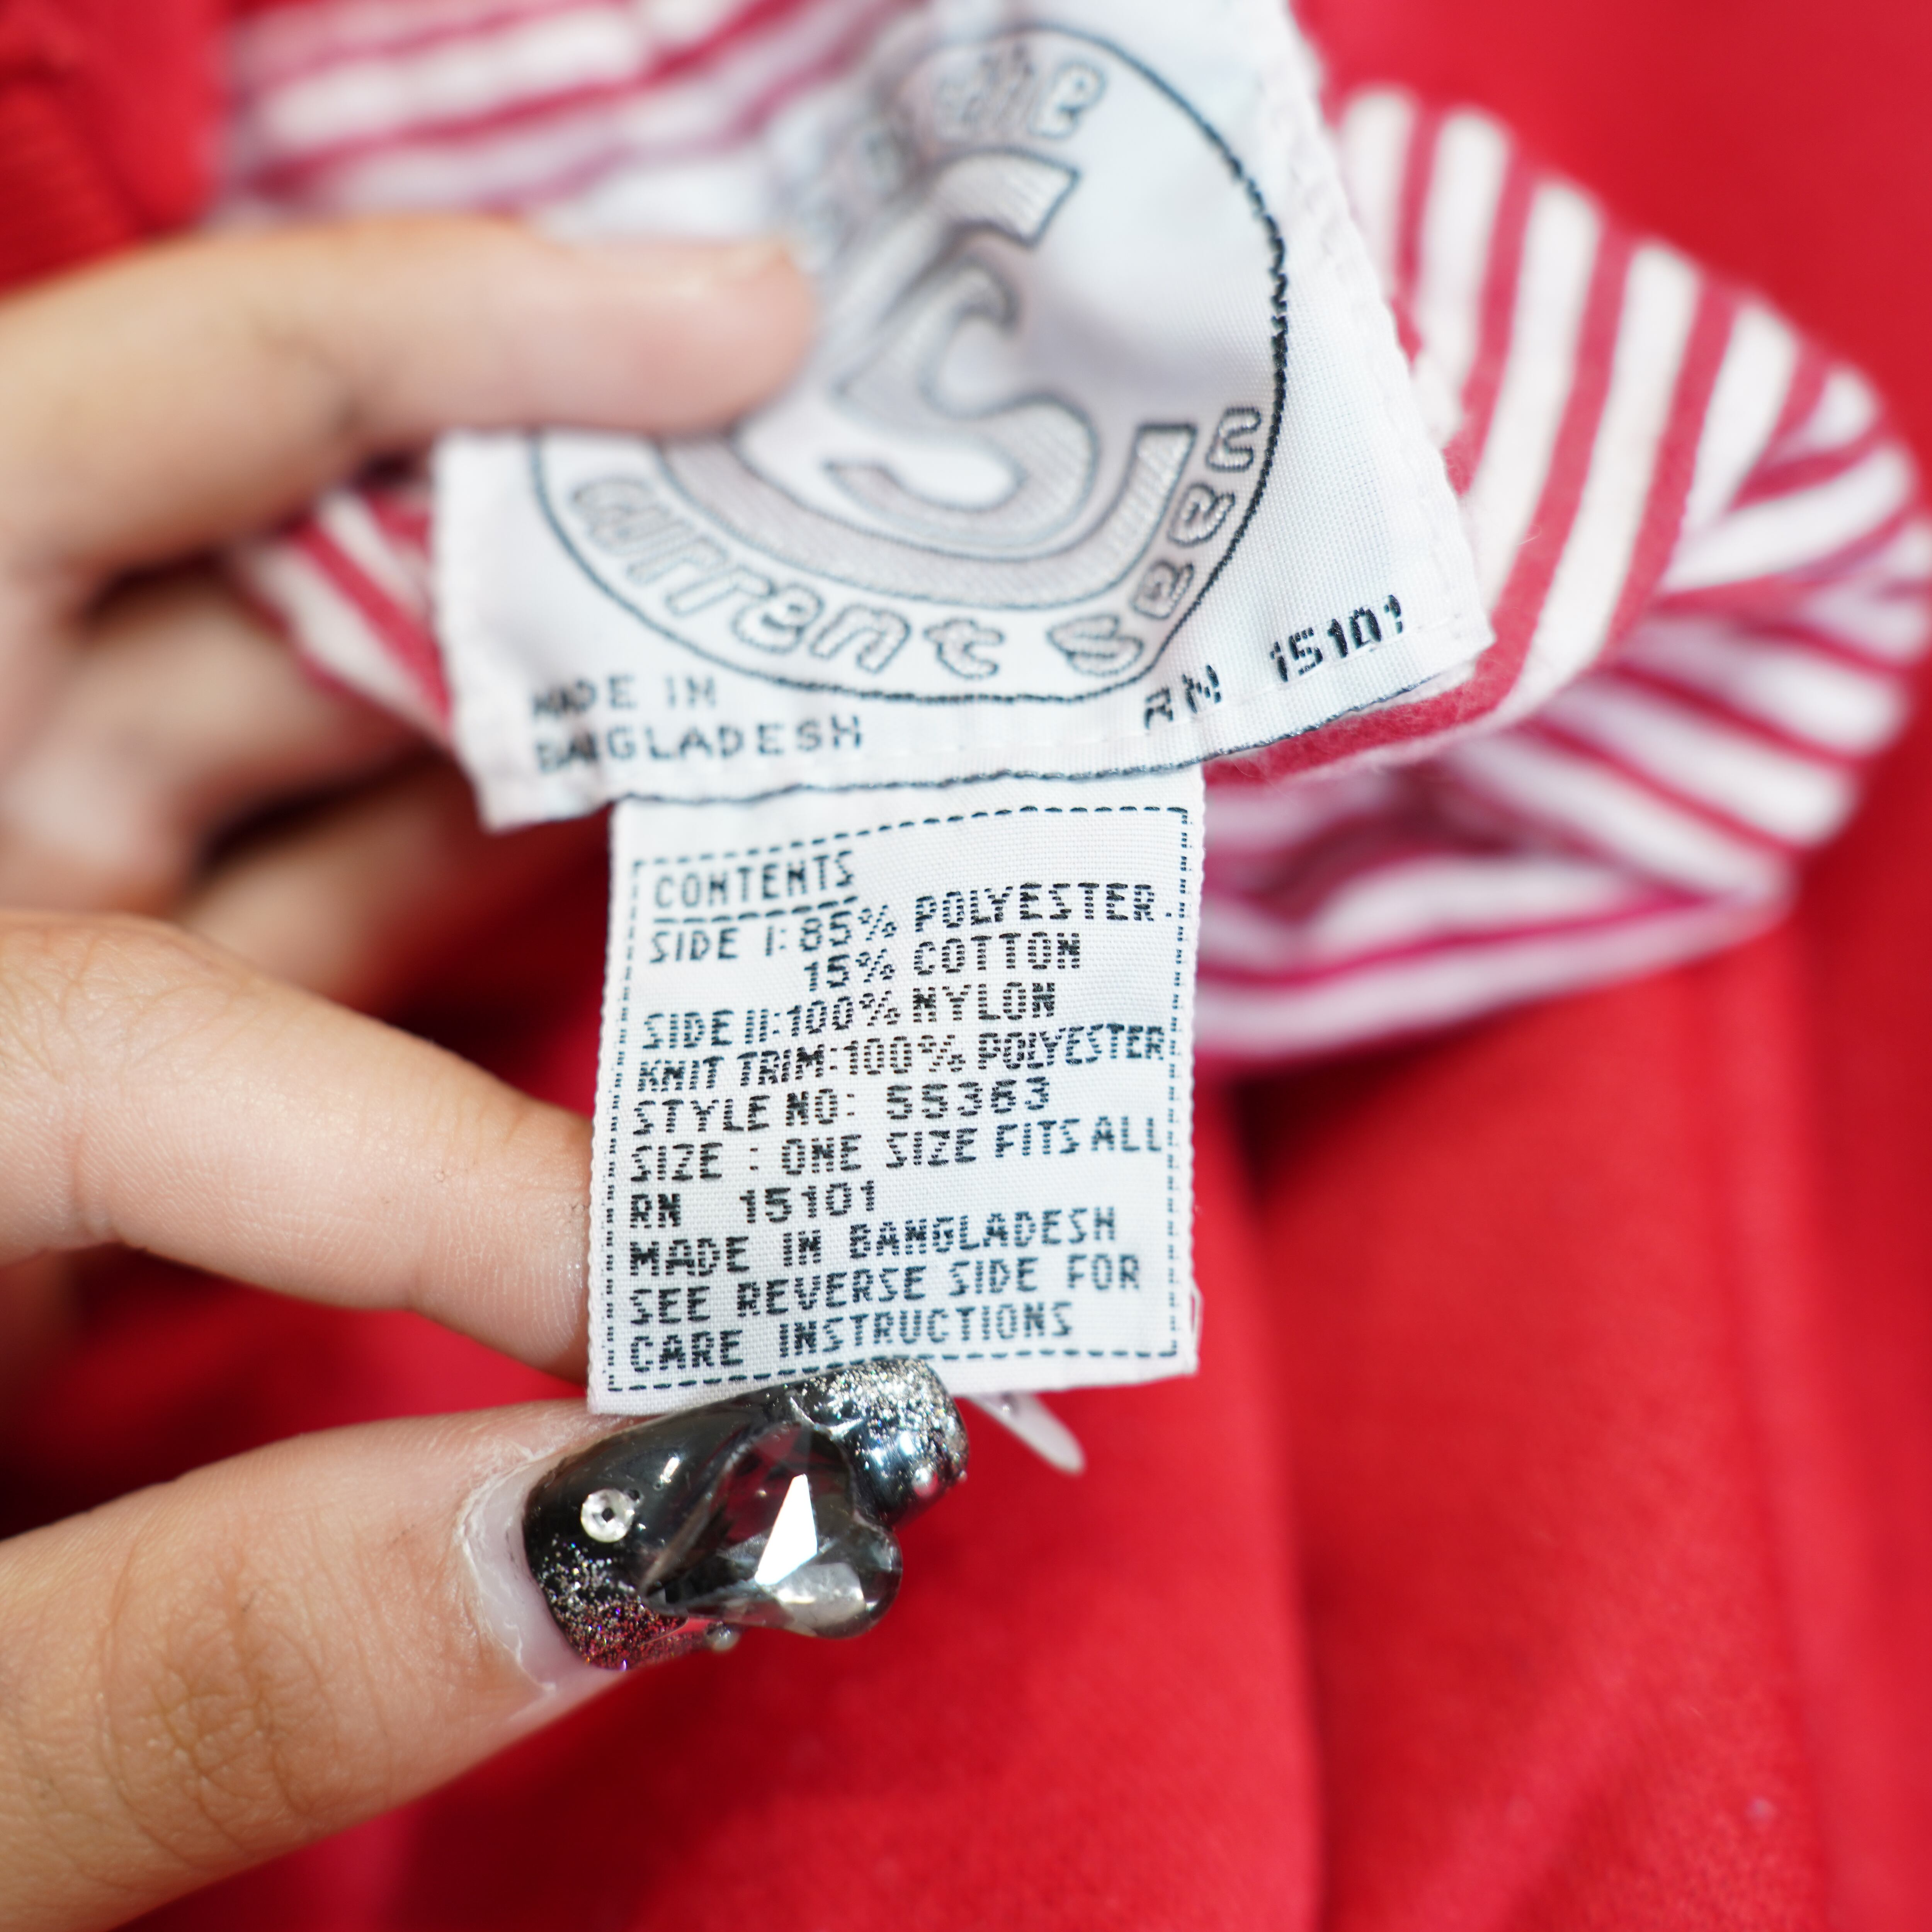 current seen
MADE IN
BANGLADESH
RN 15101
CONTENTS
SIDE I: 85% POLYESTER
15% COTTON
SIDE II: 100% NYLON
KNIT TRIM: 100% POLYESTER
STYLE NO: 55363
SIZE : ONE SIZE FITS ALL
RN 15101
MADE IN BANGLADESH
SEE REVERSE SIDE FOR
CARE INSTRUCTIONS